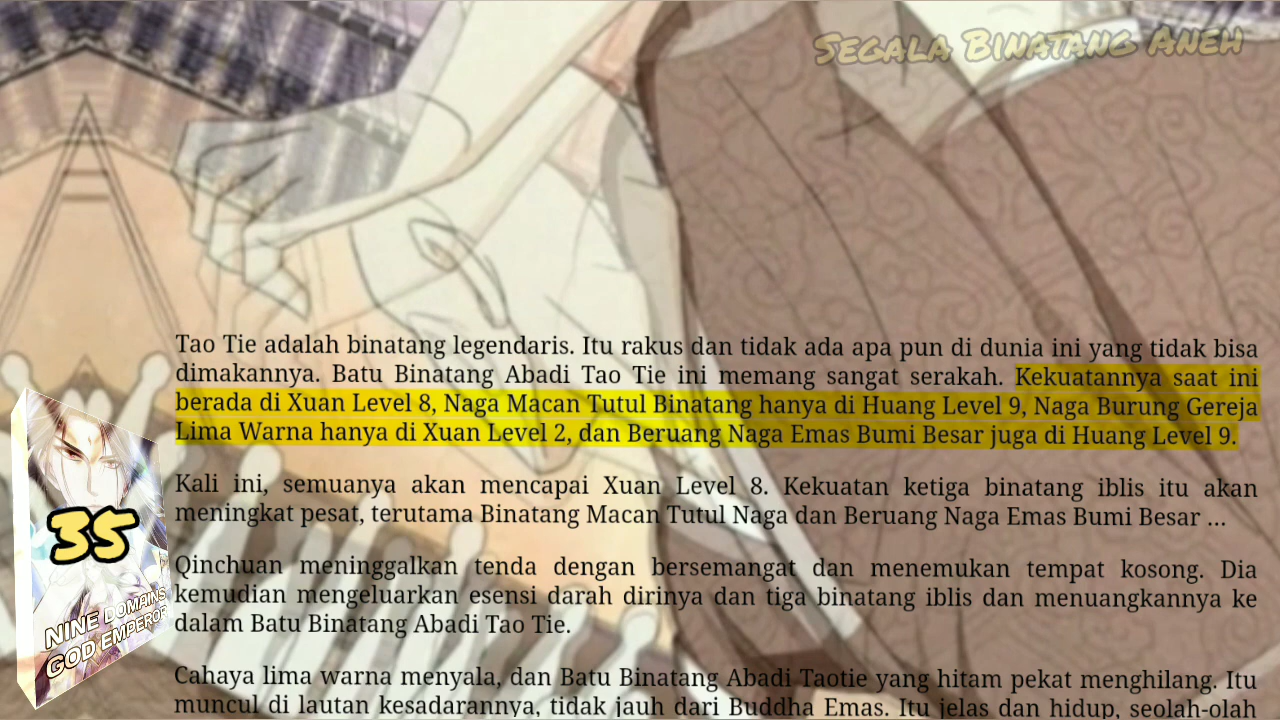 Segala Binatang Aneh
Tao Tie adalah binatang legendaris. Itu rakus dan tidak ada apa pun di dunia ini yang tidak bisa
dimakannya. Batu Binatang Abadi Tao Tie ini memang sangat serakah. Kekuatannya saat ini
berada di Xuan Level 8, Naga Macan Tutul Binatang hanya di Huang Level 9, Naga Burung Gereja
Lima Warna hanya di Xuan Level 2, dan Beruang Naga Emas Bumi Besar juga di Huang Level 9.
Kali ini, semuanya akan mencapai Xuan Level 8. Kekuatan ketiga binatang iblis itu akan
meningkat pesat, terutama Binatang Macan Tutul Naga dan Beruang Naga Emas Bumi Besar ...
Qinchuan meninggalkan tenda dengan bersemangat dan menemukan tempat kosong. Dia
kemudian mengeluarkan esensi darah dirinya dan tiga binatang iblis dan menuangkannya ke
dalam Batu Binatang Abadi Tao Tie.
Cahaya lima warna menyala, dan Batu Binatang Abadi Taotie yang hitam pekat menghilang. Itu
muncul di lautan kesadarannya, tidak jauh dari Buddha Emas. Itu jelas dan hidup, seolah-olah
35
NINE DOMAINS
GOD EMPEROR